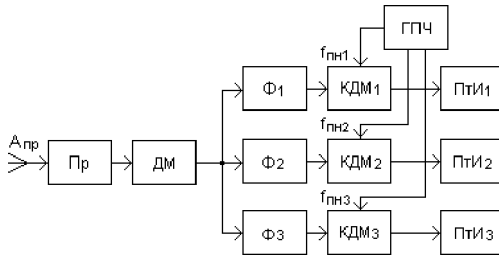 ГПЧ
fпн1
Ф1
КДМ1
ПтИ1
Aпр
fпн2
Пр
ДМ
Ф2
КДМ2
ПтИ2
fпн3
Ф3
КДМ3
ПтИ3